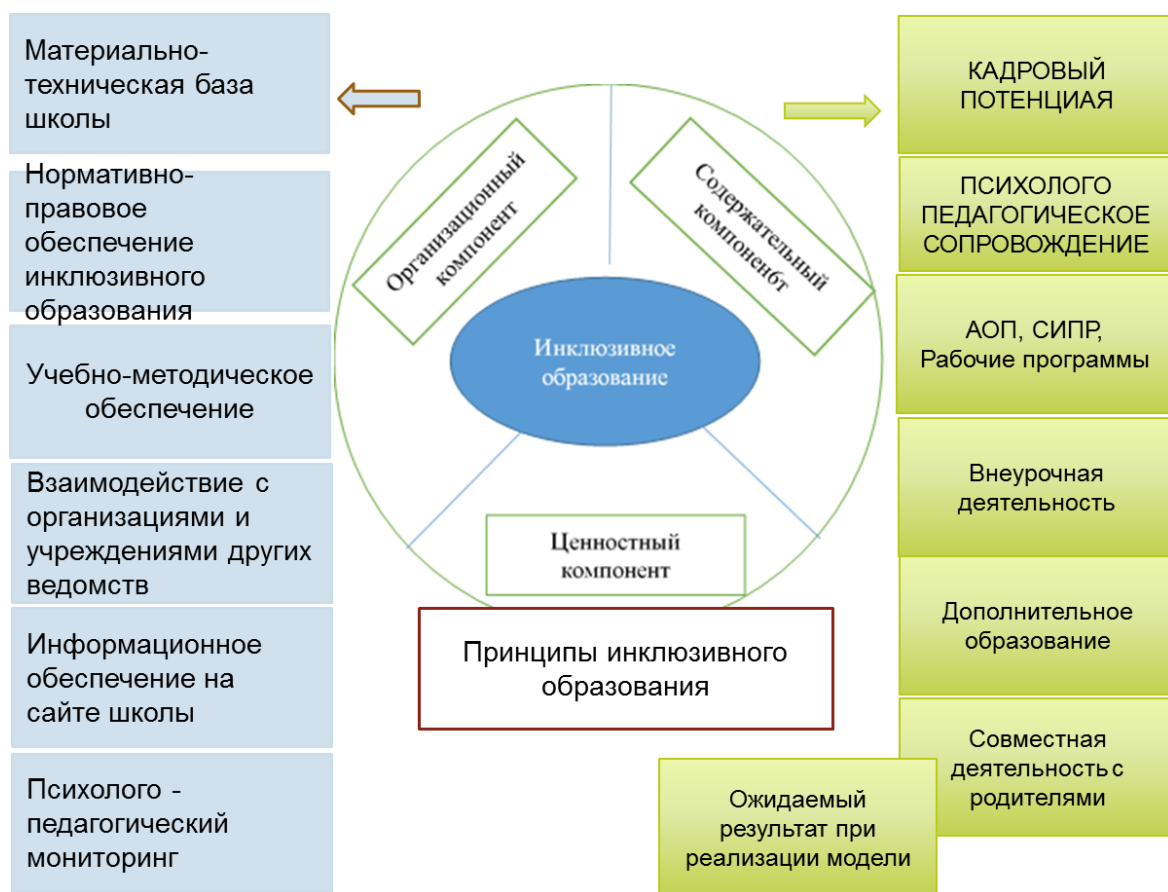 Материально-
техническая база
школы
Нормативно-
правовое
обеспечение
инклюзивного
образования
Учебно-методическое
обеспечение
Взаимодействие с
организациями и
учреждениями других
ведомств
Информационное
обеспечение на
сайте школы
Психолого -
педагогический
мониторинг
Организационный
компонент
Содержательный
компоненбт
Инклюзивное
образование
Ценностный
компонент
Принципы инклюзивного
образования
КАДРОВЫЙ
ПОТЕНЦИАЯ
ПСИХОЛОГО
ПЕДАГОГИЧЕСКОЕ
СОПРОВОЖДЕНИЕ
АОП, СИПР,
Рабочие программы
Внеурочная
деятельность
Дополнительное
образование
Совместная
деятельность с
родителями
Ожидаемый
результат при
реализации модели